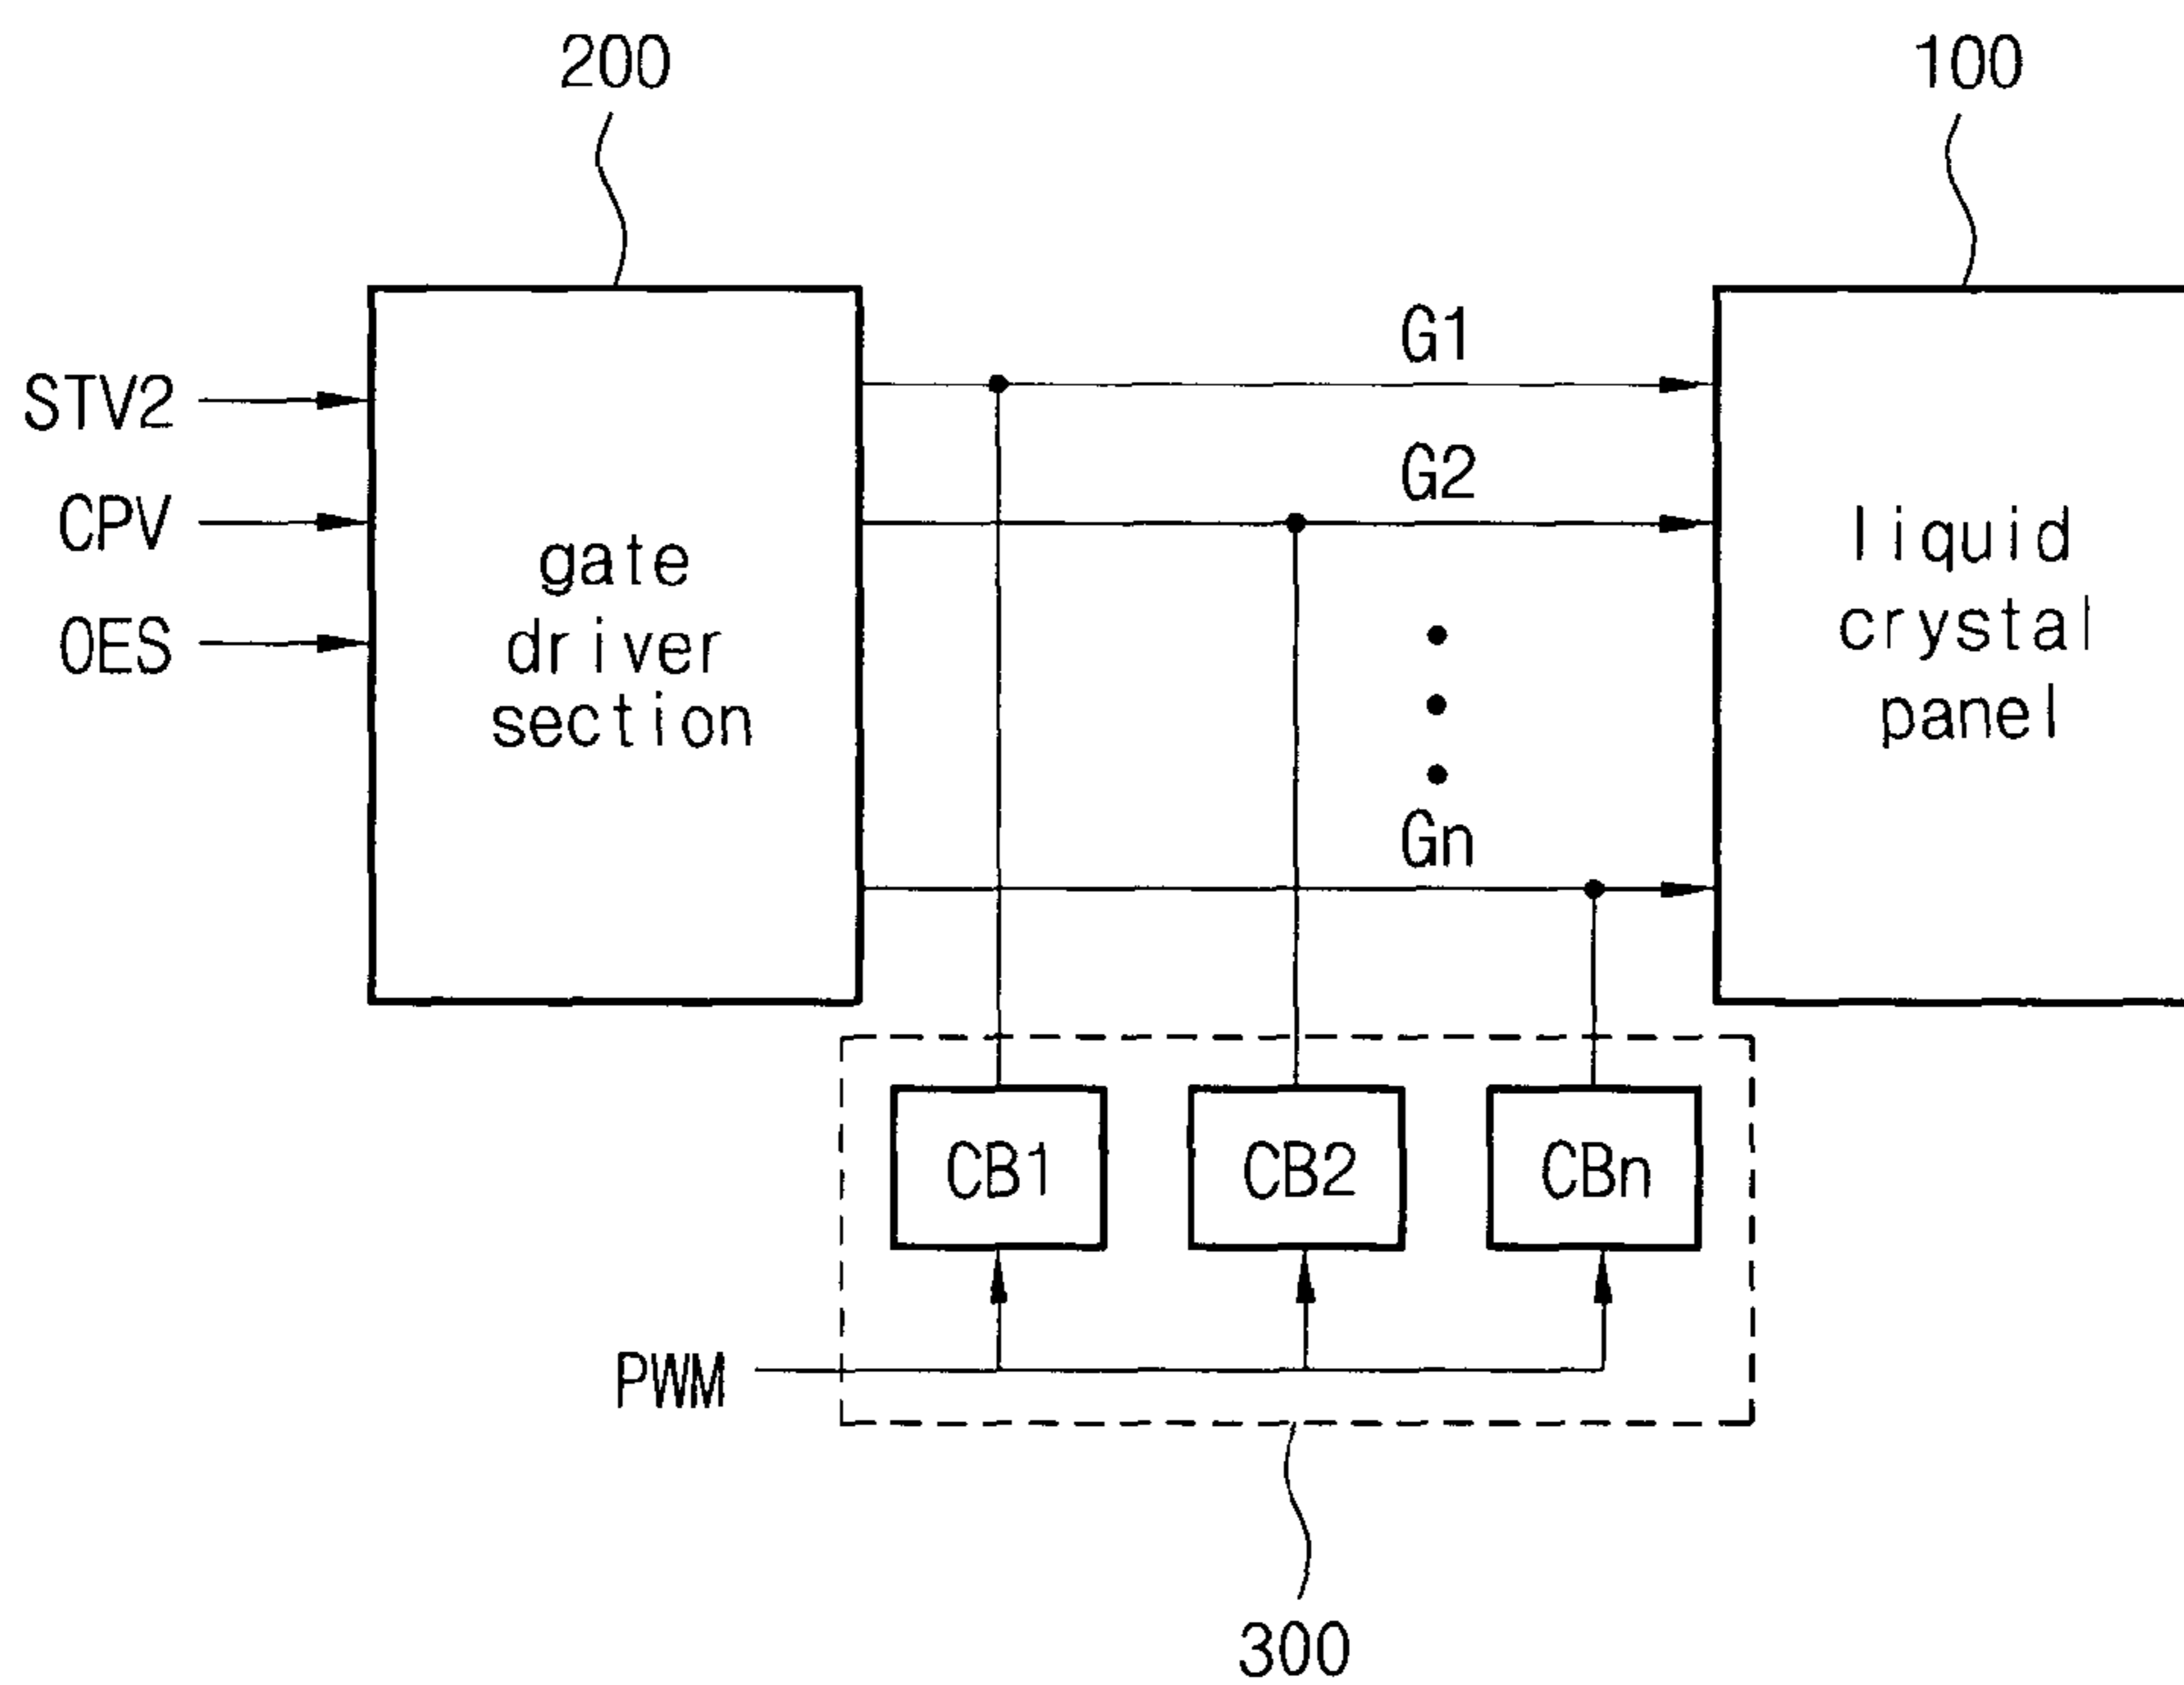 200
100
G1
STV2
G2
CPV
gate
driver
section
liquid
crystal
panel
OES
Gn
CB1
CB2
CBn
PWM
300